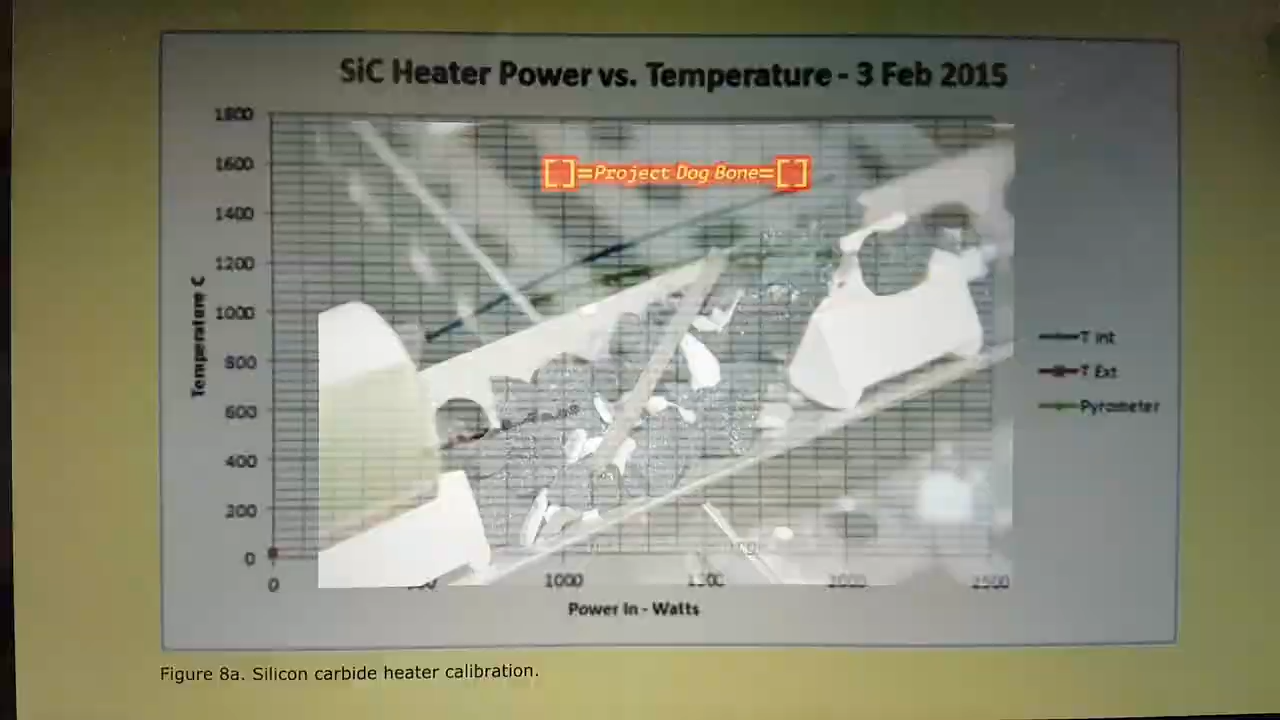 SiC Heater Power vs. Temperature - 3 Feb 2015
1800
1600
[ ]=Project Dog Bone=[ ]
1400
1200
1000
800
600
400
200
0
Temperature C
T Int
T Ext
Pyrometer
0
1000
2000
2500
Power In - Watts
Figure 8a. Silicon carbide heater calibration.